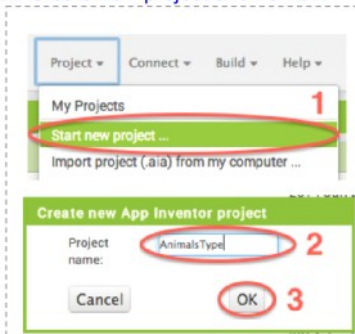 Project ▾ Connect ▾ Build ▾ Help ▾
My Projects
1
Start new project ...
Import project (.aia) from my computer ...
Create new App Inventor project
Project name:
AnimalsType
2
Cancel
OK
3